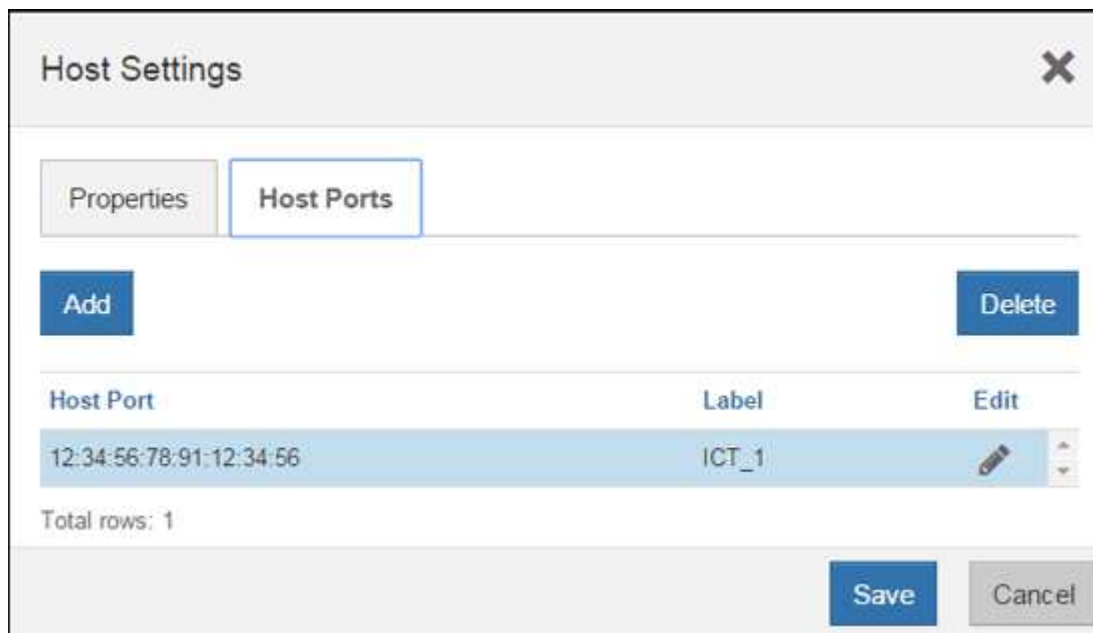 Host Settings
Properties Host Ports
Add Delete
Host Port Label Edit
12:34:56:78:91:12:34:56 ICT_1
Total rows: 1
Save Cancel